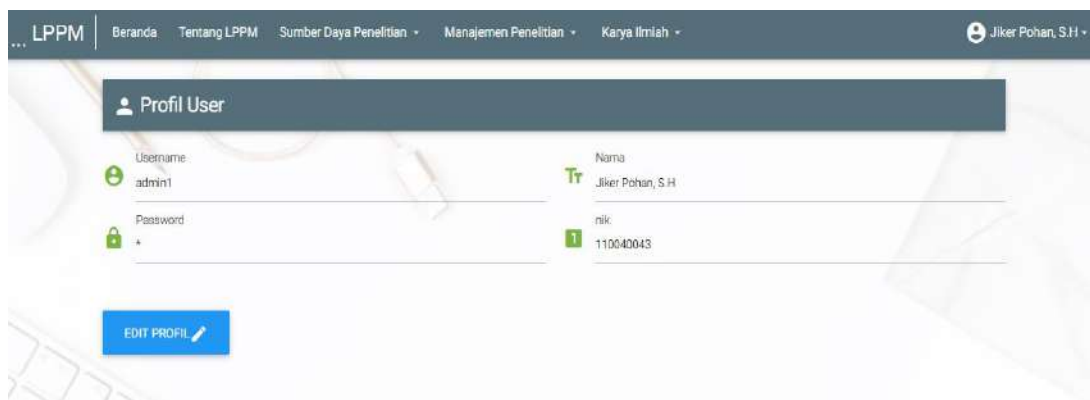 ... LPPM Beranda Tentang LPPM Sumber Daya Penelitian Manajemen Penelitian Karya Ilmiah Jiker Pohan, S.H
Profil User
Username Nama
admin1 Jiker Pohan, S.H
Password nik
* 110040043
EDIT PROFIL